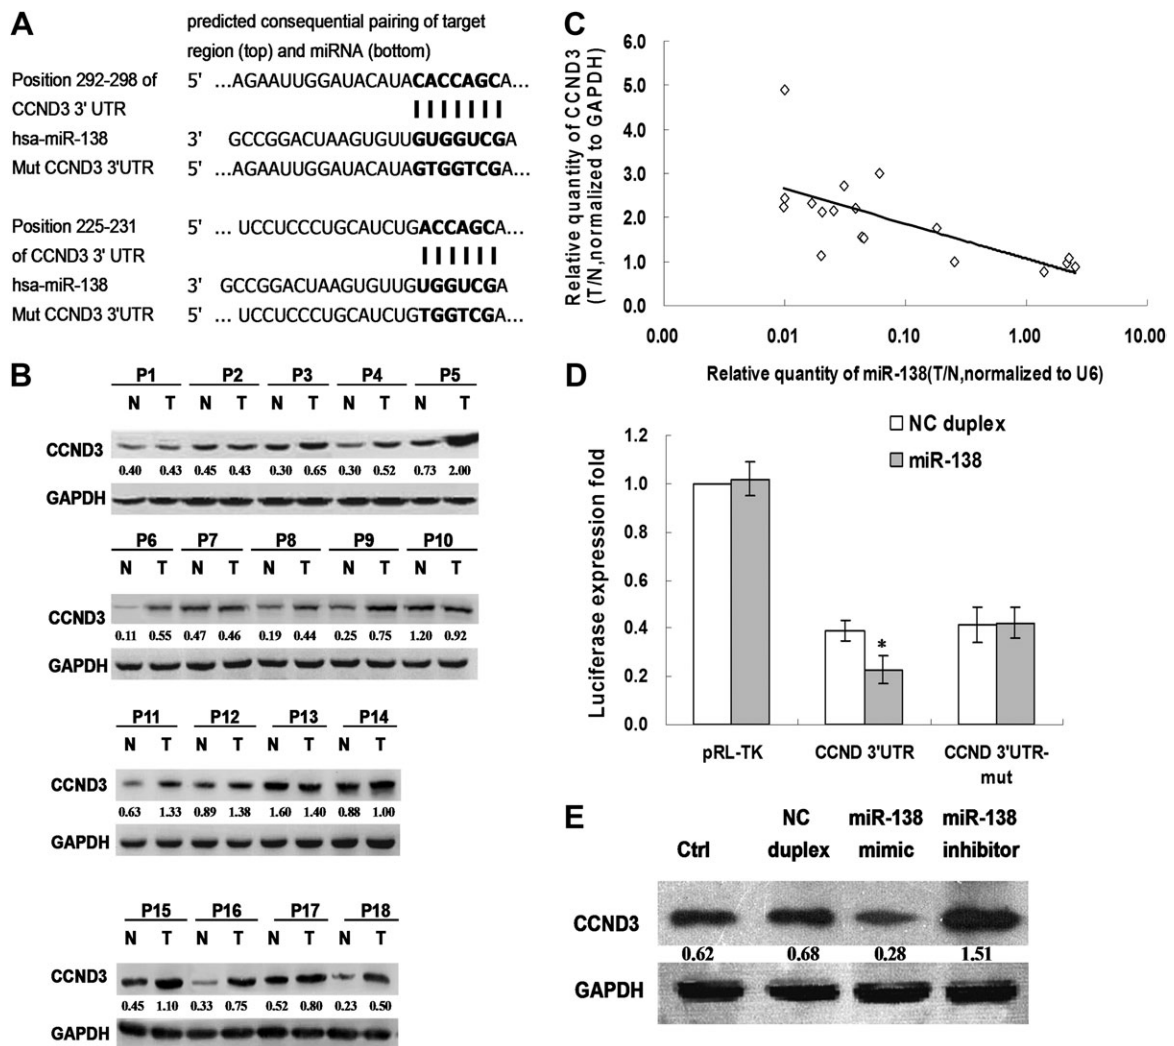 A
predicted consequential pairing of target
region (top) and miRNA (bottom)
Position 292-298 of 5' ...AGAAUUGGAUACAUACACCAGCA...
CCND3 3' UTR
hsa-miR-138 3' GCCGGACUAAGUGUUGUGGUCGA
Mut CCND3 3'UTR 5' ...AGAAUUGGAUACAUAGTGGTCGA...
Position 225-231 5' ... UCCUCCCUGCAUCUGACCAGCA...
of CCND3 3' UTR
hsa-miR-138 3' GCCGGACUAAGUGUUGUGGUCGA
Mut CCND3 3'UTR 5' ... UCCUCCCUGCAUCUGTGGTCGA...
B
P1 P2 P3 P4 P5
N T N T N T N T N T
CCND3
0.40 0.43 0.45 0.43 0.30 0.65 0.30 0.52 0.73 2.00
GAPDH
P6 P7 P8 P9 P10
N T N T N T N T N T
CCND3
0.11 0.55 0.47 0.46 0.19 0.44 0.25 0.75 1.20 0.92
GAPDH
P11 P12 P13 P14
N T N T N T N T
CCND3
0.63 1.33 0.89 1.38 1.60 1.40 0.88 1.00
GAPDH
P15 P16 P17 P18
N T N T N T N T
CCND3
0.45 1.10 0.33 0.75 0.52 0.80 0.23 0.50
GAPDH
C
Relative quantity of CCND3
(T/N,normalized to GAPDH)
6.0
5.0
4.0
3.0
2.0
1.0
0.0
0.00 0.01 0.10 1.00 10.00
Relative quantity of miR-138(T/N,normalized to U6)
D
NC duplex
miR-138
Luciferase expression fold
1.2
1.0
0.8
0.6
0.4
0.2
0.0
*
pRL-TK CCND 3'UTR CCND 3'UTR-
mut
E
NC miR-138 miR-138
Ctrl duplex mimic inhibitor
CCND3
0.62 0.68 0.28 1.51
GAPDH